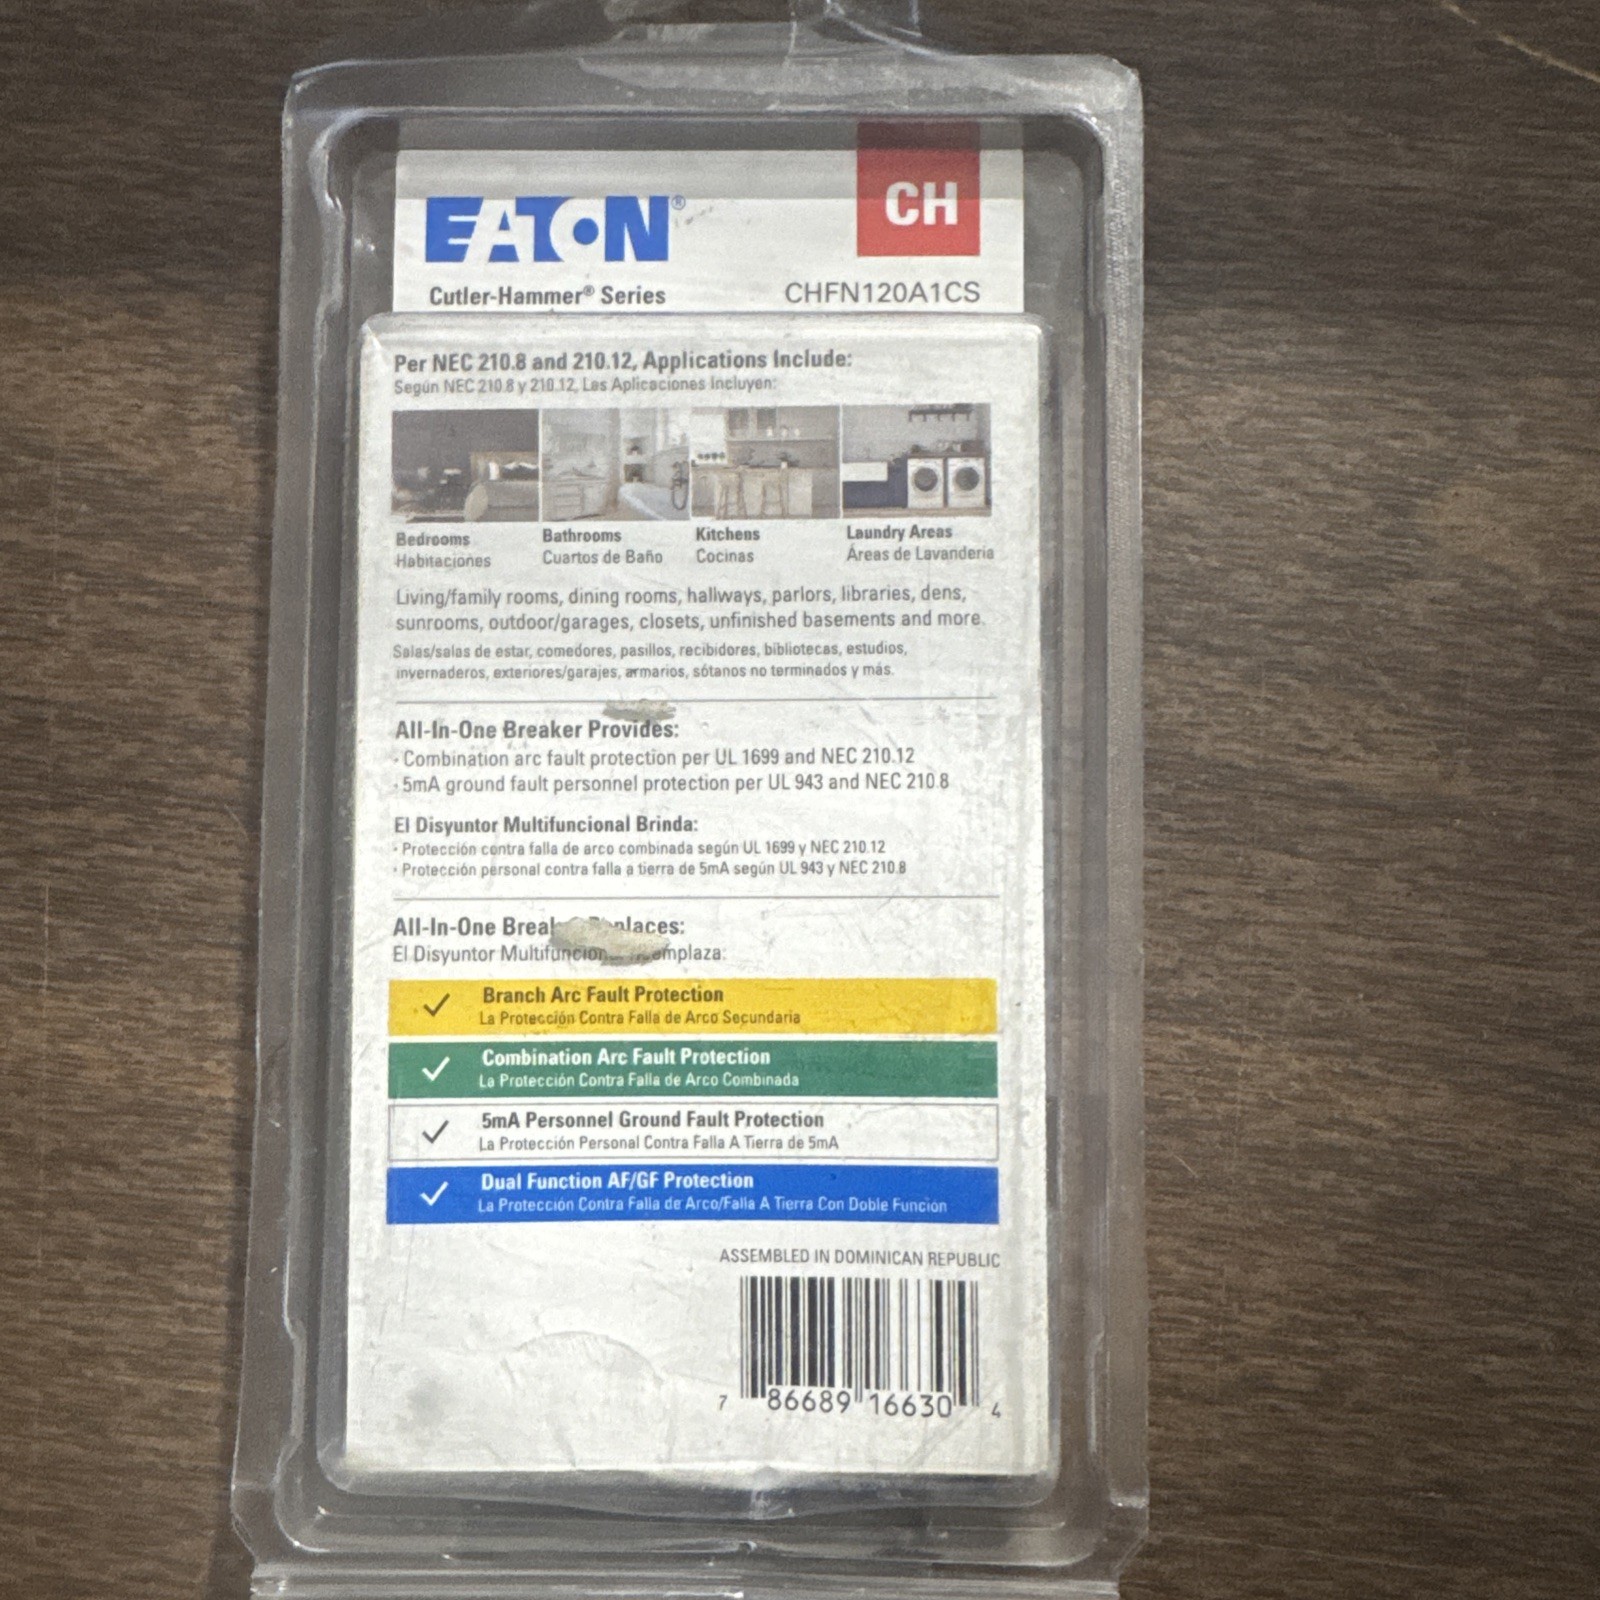 EATON®
CH
Cutler-Hammer® Series
CHFN120A1CS
Per NEC 210.8 and 210.12, Applications Include:
Según NEC 210.8 y 210.12, Les Aplicaciones Incluyen:
Bedrooms
Habitaciones
Bathrooms
Cuartos de Baño
Kitchens
Cocinas
Laundry Areas
Áreas de Lavandería
Living/family rooms, dining rooms, hallways, parlors, libraries, dens,
sunrooms, outdoor/garages, closets, unfinished basements and more.
Salas/salas de estar, comedores, pasillos, recibidores, bibliotecas, estudios,
invernaderos, exteriores/garajes, armarios, sótanos no terminados y más.
All-In-One Breaker Provides:
· Combination arc fault protection per UL 1699 and NEC 210.12
· 5mA ground fault personnel protection per UL 943 and NEC 210.8
El Disyuntor Multifuncional Brinda:
· Protección contra falla de arco combinada según UL 1699 y NEC 210.12
· Protección personal contra falla a tierra de 5mA según UL 943 y NEC 210.8
All-In-One
El Disyuntor
Branch Arc Fault Protection
La Protección Contra Falla de Arco Secundaria
Combination Arc Fault Protection
La Protección Contra Falla de Arco Combinada
5mA Personnel Ground Fault Protection
La Protección Personal Contra Falla A Tierra de 5mA
Dual Function AF/GF Protection
La Protección Contra Falla de Arco/Falla A Tierra Con Doble Función
ASSEMBLED IN DOMINICAN REPUBLIC
7 86689 16630 4